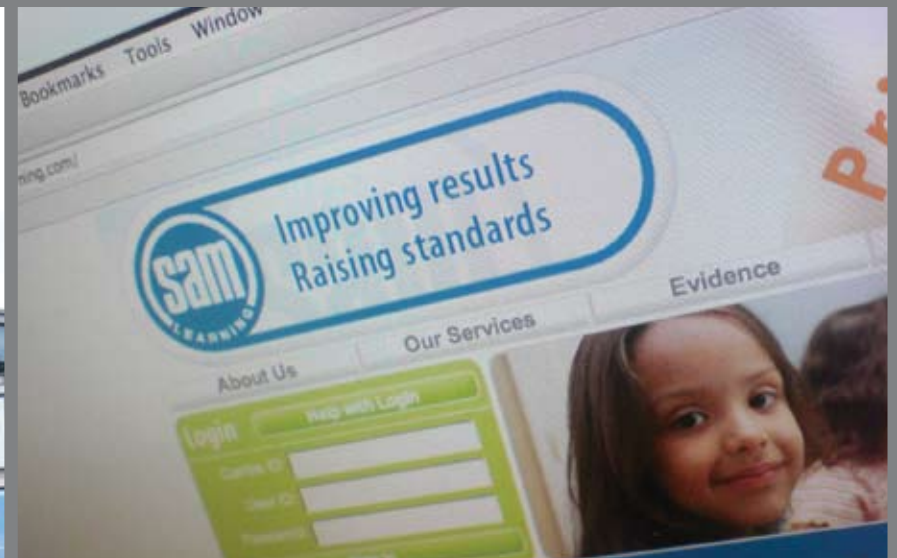 Bookmarks Tools Window
ning.com/
Improving results
Raising standards
sam
LEARNING
Pri
About Us
Our Services
Evidence
Login
Help with Login
Centre ID
User ID
Password